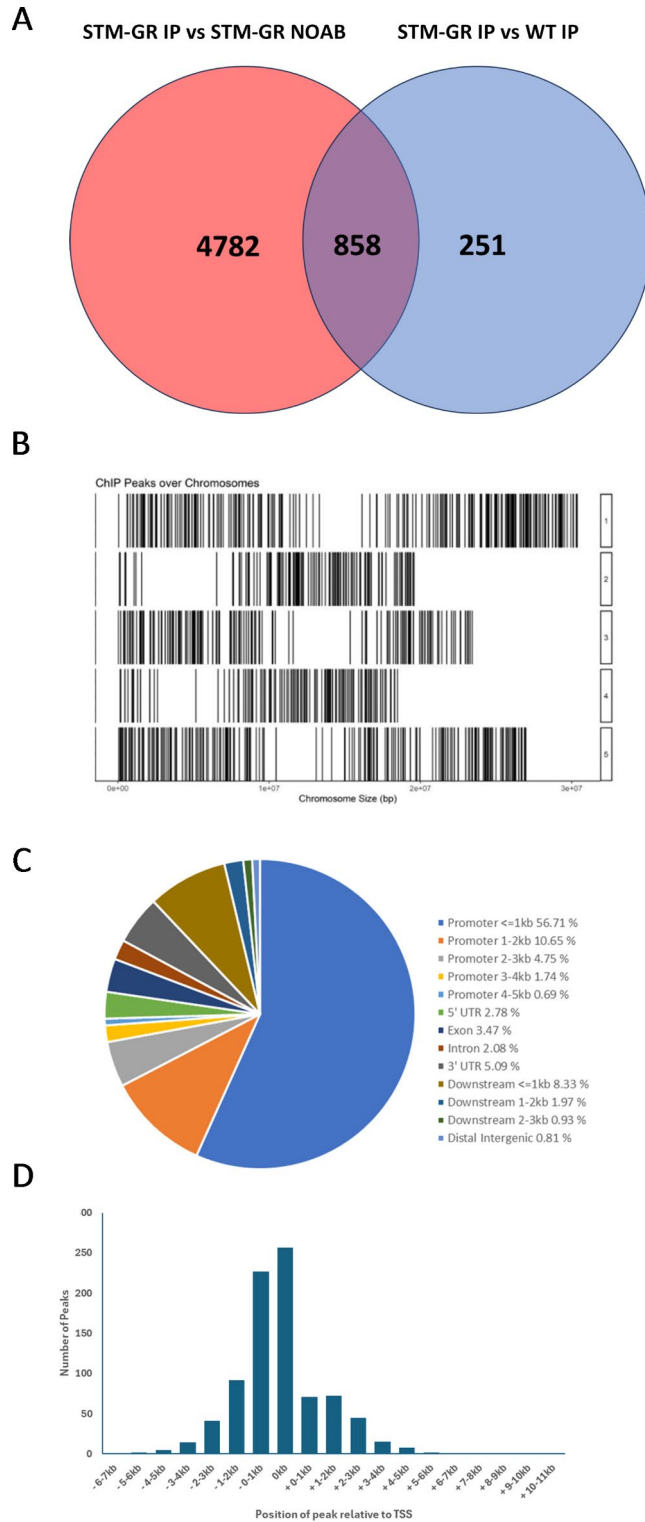 A
STM-GR IP vs STM-GR NOAB
STM-GR IP vs WT IP
4782
858
251
B
ChIP Peaks over Chromosomes
1
2
3
4
5
0e+00
1e+07
2e+07
3e+07
Chromosome Size (bp)
C
Promoter <=1kb 56.71 %
Promoter 1-2kb 10.65 %
Promoter 2-3kb 4.75 %
Promoter 3-4kb 1.74 %
Promoter 4-5kb 0.69 %
5' UTR 2.78 %
Exon 3.47 %
Intron 2.08 %
3' UTR 5.09 %
Downstream <=1kb 8.33 %
Downstream 1-2kb 1.97 %
Downstream 2-3kb 0.93 %
Distal Intergenic 0.81 %
D
00
250
200
150
100
50
0
Number of Peaks
- 6-7kb
- 5-6kb
- 4-5kb
- 3-4kb
- 2-3kb
- 1-2kb
- 0-1kb
0kb
+ 0-1kb
+ 1-2kb
+ 2-3kb
+ 3-4kb
+ 4-5kb
+ 5-6kb
+ 6-7kb
+ 7-8kb
+ 8-9kb
+ 9-10kb
+ 10-11kb
Position of peak relative to TSS